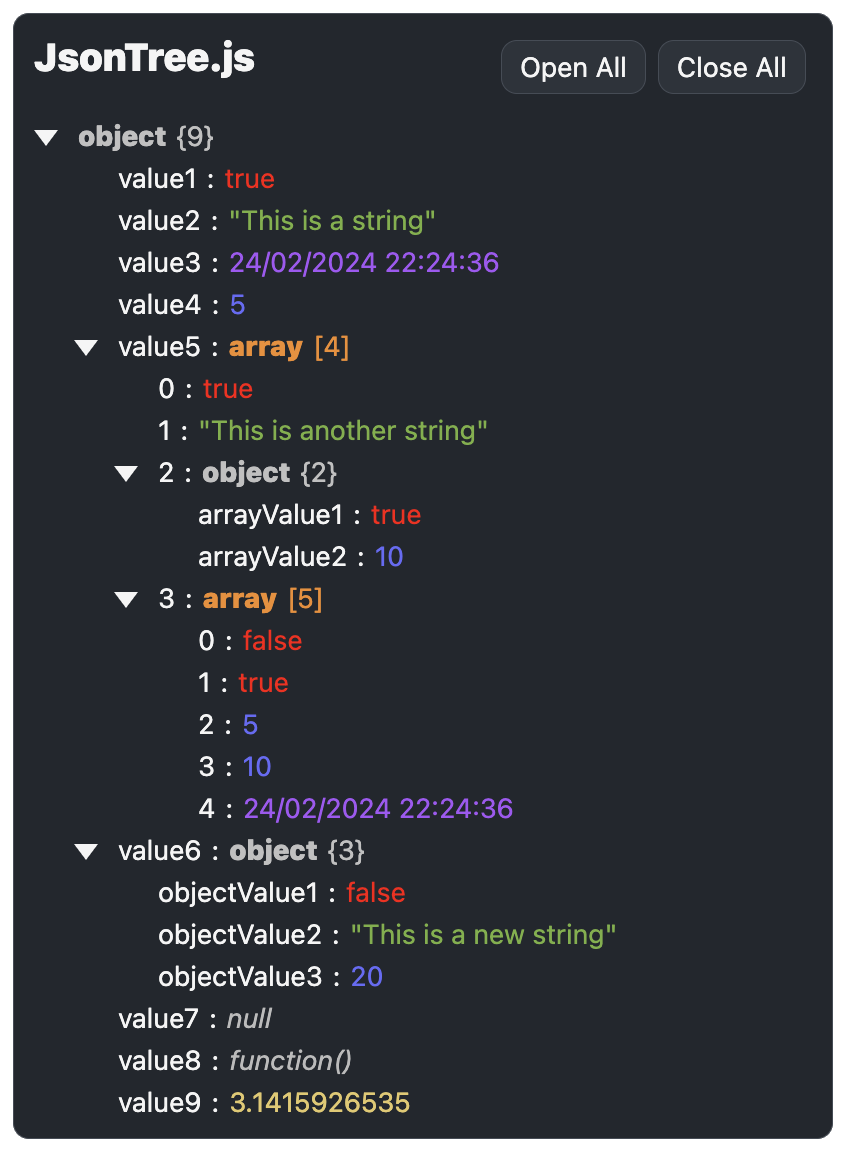 JsonTree.js
Open All
Close All
object {9}
value1 : true
value2 : "This is a string"
value3 : 24/02/2024 22:24:36
value4 : 5
value5 : array [4]
0 : true
1 : "This is another string"
2 : object {2}
arrayValue1 : true
arrayValue2 : 10
3 : array [5]
0 : false
1 : true
2 : 5
3 : 10
4 : 24/02/2024 22:24:36
value6 : object {3}
objectValue1 : false
objectValue2 : "This is a new string"
objectValue3 : 20
value7 : null
value8 : function()
value9 : 3.1415926535